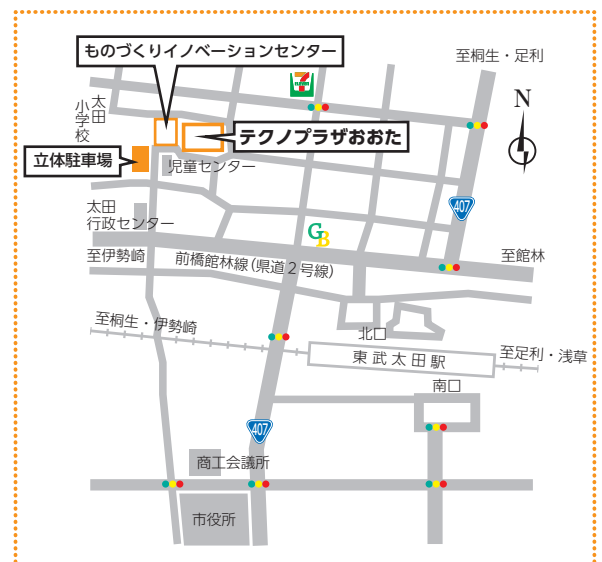 ものづくりイノベーションセンター
至桐生・足利
7
ELEVEN
N
太田
小学校
テクノプラザおおた
立体駐車場
児童センター
407
太田
行政センター
GB
至伊勢崎
前橋館林線(県道2号線)
至館林
至桐生・伊勢崎
北口
東武太田駅
至足利・浅草
南口
407
商工会議所
市役所